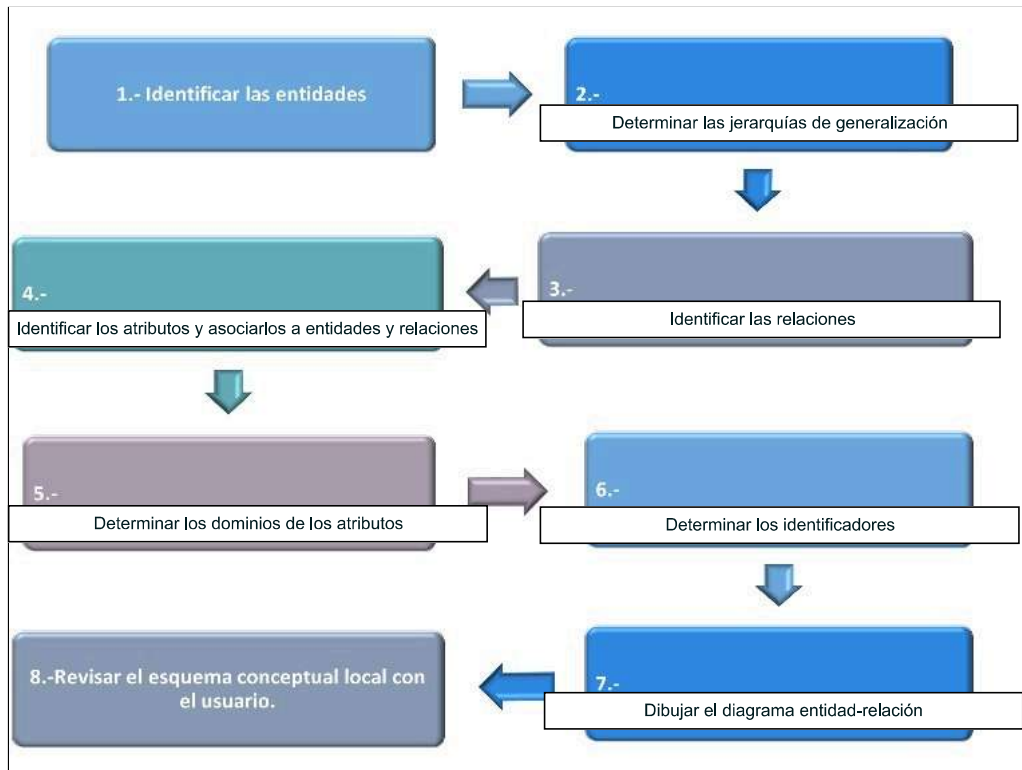 1.- Identificar las entidades
2.-
Determinar las jerarquías de generalización
3.-
Identificar las relaciones
4.-
Identificar los atributos y asociarlos a entidades y relaciones
5.-
Determinar los dominios de los atributos
6.-
Determinar los identificadores
7.-
Dibujar el diagrama entidad-relación
8.-Revisar el esquema conceptual local con
el usuario.